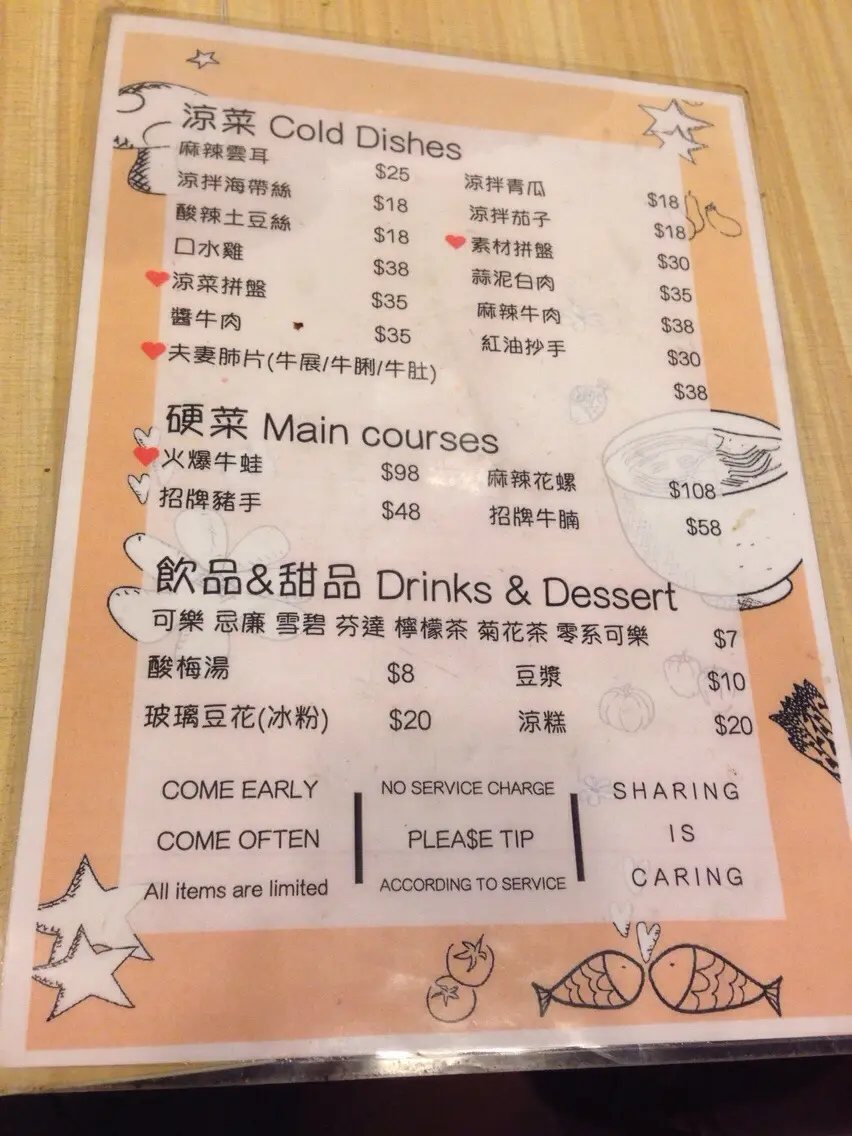 涼菜 Cold Dishes
麻辣雲耳 $25 涼拌青瓜 $18
涼拌海帶絲 $18 涼拌茄子 $18
酸辣土豆絲 $18 素材拼盤 $30
口水雞 $38 蒜泥白肉 $35
涼菜拼盤 $35 麻辣牛肉 $38
醬牛肉 $35 紅油抄手 $30
夫妻肺片(牛展/牛脷/牛肚) $38
硬菜 Main courses
火爆牛蛙 $98 麻辣花螺 $108
招牌豬手 $48 招牌牛腩 $58
飲品&甜品 Drinks & Dessert
可樂 忌廉 雪碧 芬達 檸檬茶 菊花茶 零系可樂 $7
酸梅湯 $8 豆漿 $10
玻璃豆花(冰粉) $20 涼糕 $20
COME EARLY NO SERVICE CHARGE SHARING
COME OFTEN PLEA$E TIP IS
All items are limited ACCORDING TO SERVICE CARING